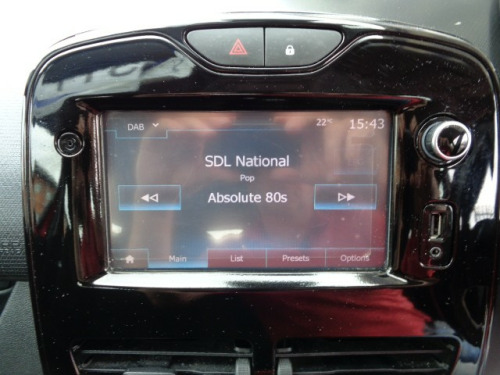 DAB
22°C
15:43
SDL National
Pop
Absolute 80s
Main
List
Presets
Options